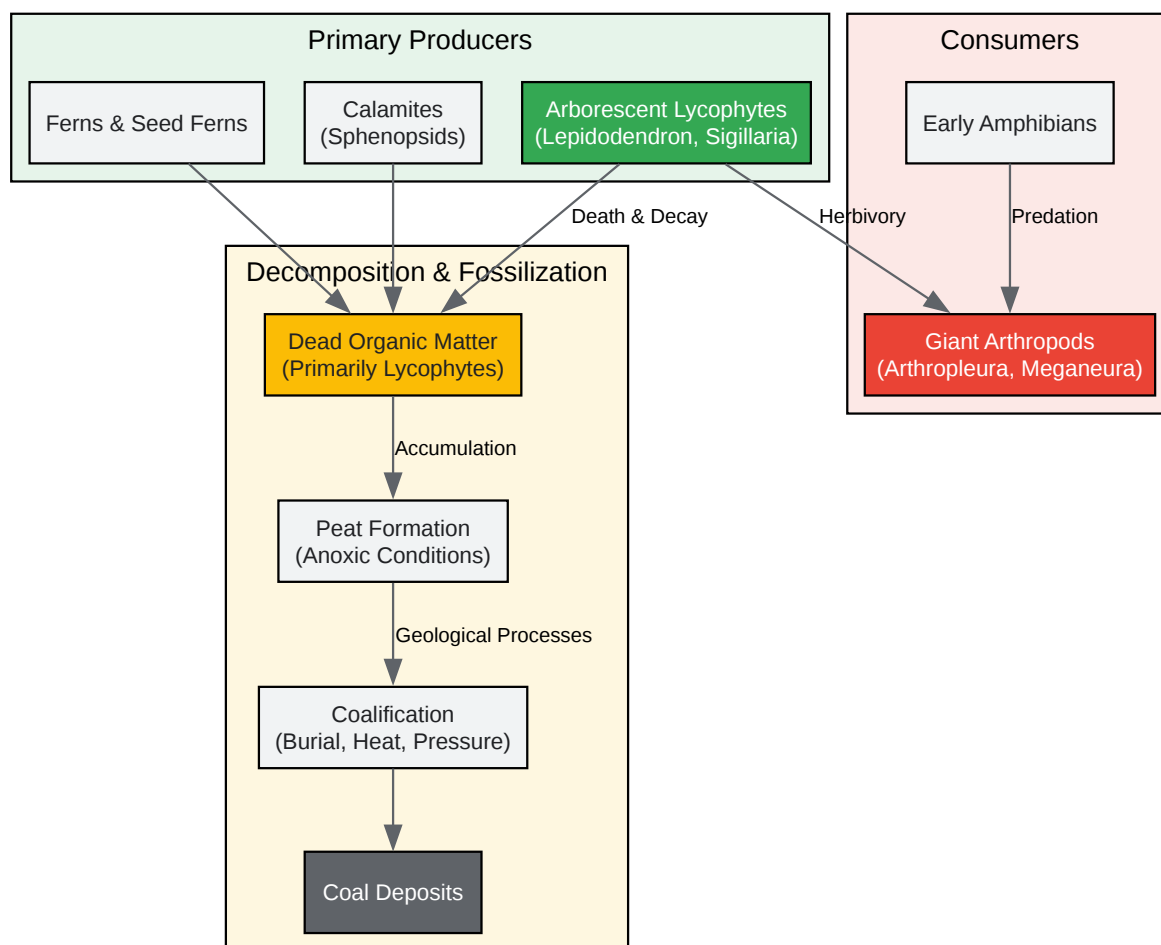 Primary Producers
Consumers
Ferns & Seed Ferns
Calamites
(Sphenopsids)
Arborescent Lycophytes
(Lepidodendron, Sigillaria)
Early Amphibians
Death & Decay
Herbivory
Predation
Decomposition & Fossilization
Dead Organic Matter
(Primarily Lycophytes)
Giant Arthropods
(Arthropleura, Meganeura)
Accumulation
Peat Formation
(Anoxic Conditions)
Geological Processes
Coalification
(Burial, Heat, Pressure)
Coal Deposits